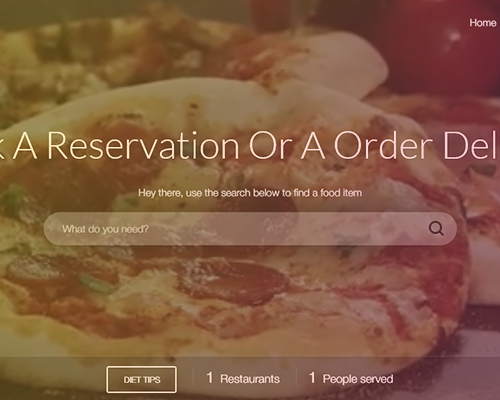 Home
A Reservation Or A Order Del
Hey there, use the search below to find a food item
What do you need?
DIET TIPS 1 Restaurants 1 People served